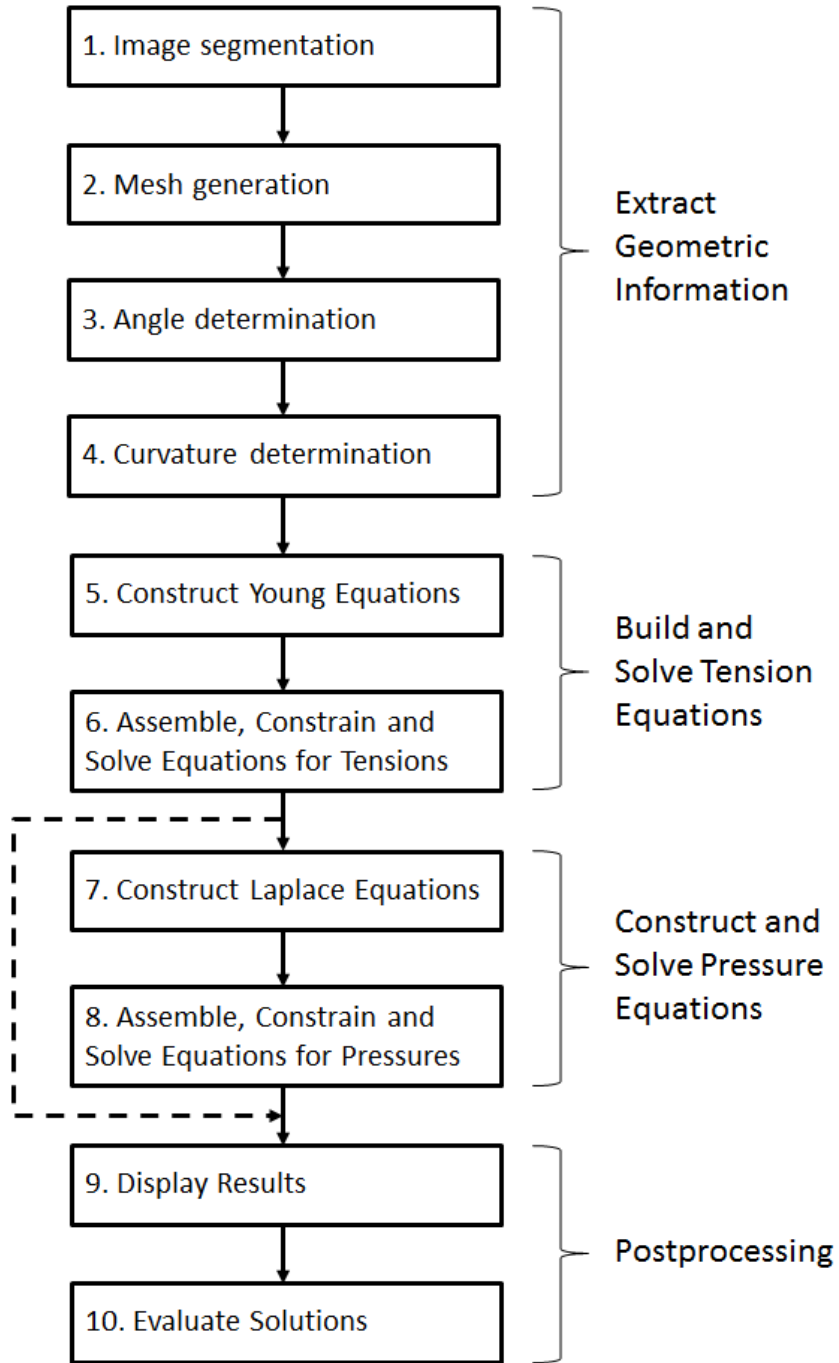 1. Image segmentation
2. Mesh generation
3. Angle determination
4. Curvature determination
Extract
Geometric
Information
5. Construct Young Equations
6. Assemble, Constrain and
Solve Equations for Tensions
Build and
Solve Tension
Equations
7. Construct Laplace Equations
8. Assemble, Constrain and
Solve Equations for Pressures
Construct and
Solve Pressure
Equations
9. Display Results
10. Evaluate Solutions
Postprocessing